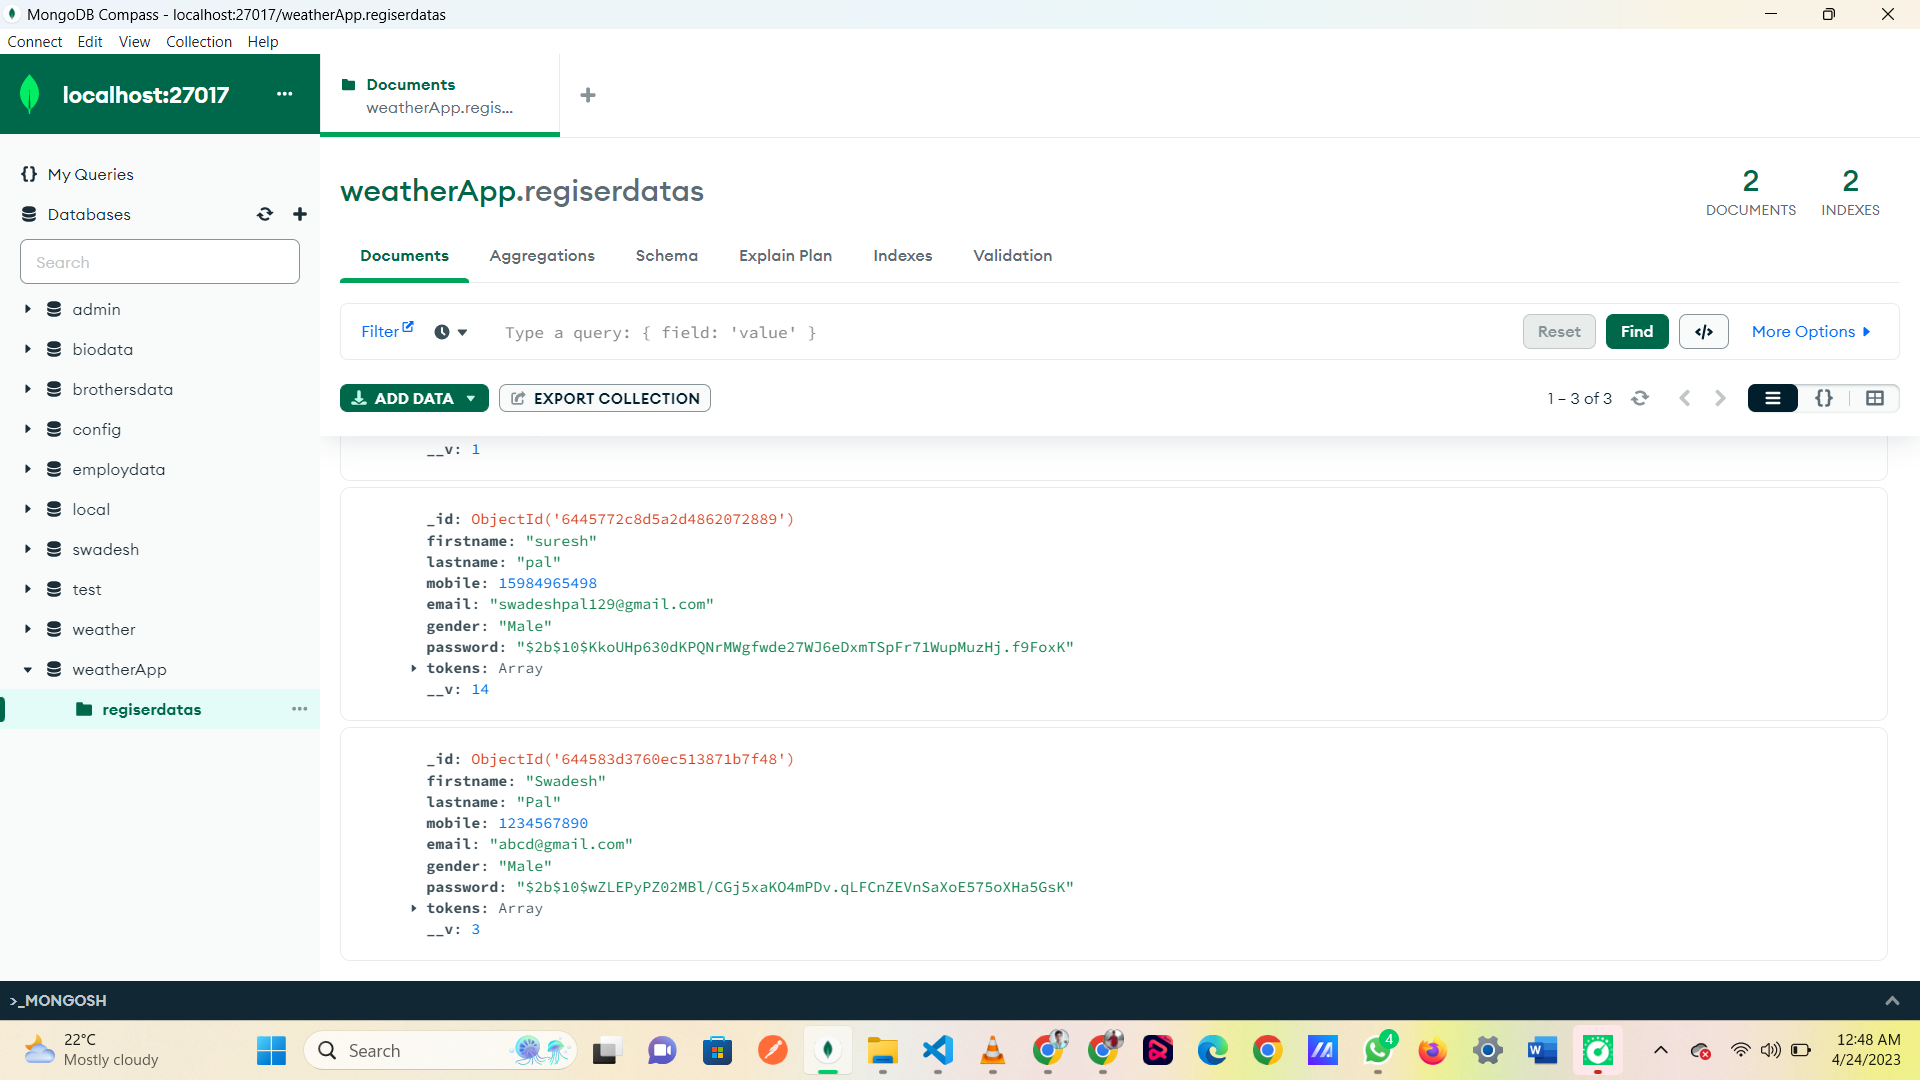 MongoDB Compass - localhost:27017/weatherApp.regiserdatas
Connect Edit View Collection Help
localhost:27017 ...
Documents
weatherApp.regis...
+
{} My Queries
Databases
Search
admin
biodata
brothersdata
config
employdata
local
swadesh
test
weather
weatherApp
regiserdatas ...
weatherApp.regiserdatas
2 2
DOCUMENTS INDEXES
Documents Aggregations Schema Explain Plan Indexes Validation
Filter Type a query: { field: 'value' } Reset Find </> More Options
ADD DATA EXPORT COLLECTION 1 – 3 of 3 {}
__v: 1
_id: ObjectId('6445772c8d5a2d4862072889')
firstname: "suresh"
lastname: "pal"
mobile: 15984965498
email: "swadeshpal129@gmail.com"
gender: "Male"
password: "$2b$10$KkoUHp630dKPQNrMWgfwde27WJ6eDxmTSpFr71WupMuzHj.f9FoxK"
tokens: Array
__v: 14
_id: ObjectId('644583d3760ec513871b7f48')
firstname: "Swadesh"
lastname: "Pal"
mobile: 1234567890
email: "abcd@gmail.com"
gender: "Male"
password: "$2b$10$wZLEPyPZ02MBl/CGj5xaKO4mPDv.qLFCnZEVnSaXoE575oXHa5GsK"
tokens: Array
__v: 3
>_MONGOSH
22°C
Mostly cloudy
Search
4
12:48 AM
4/24/2023